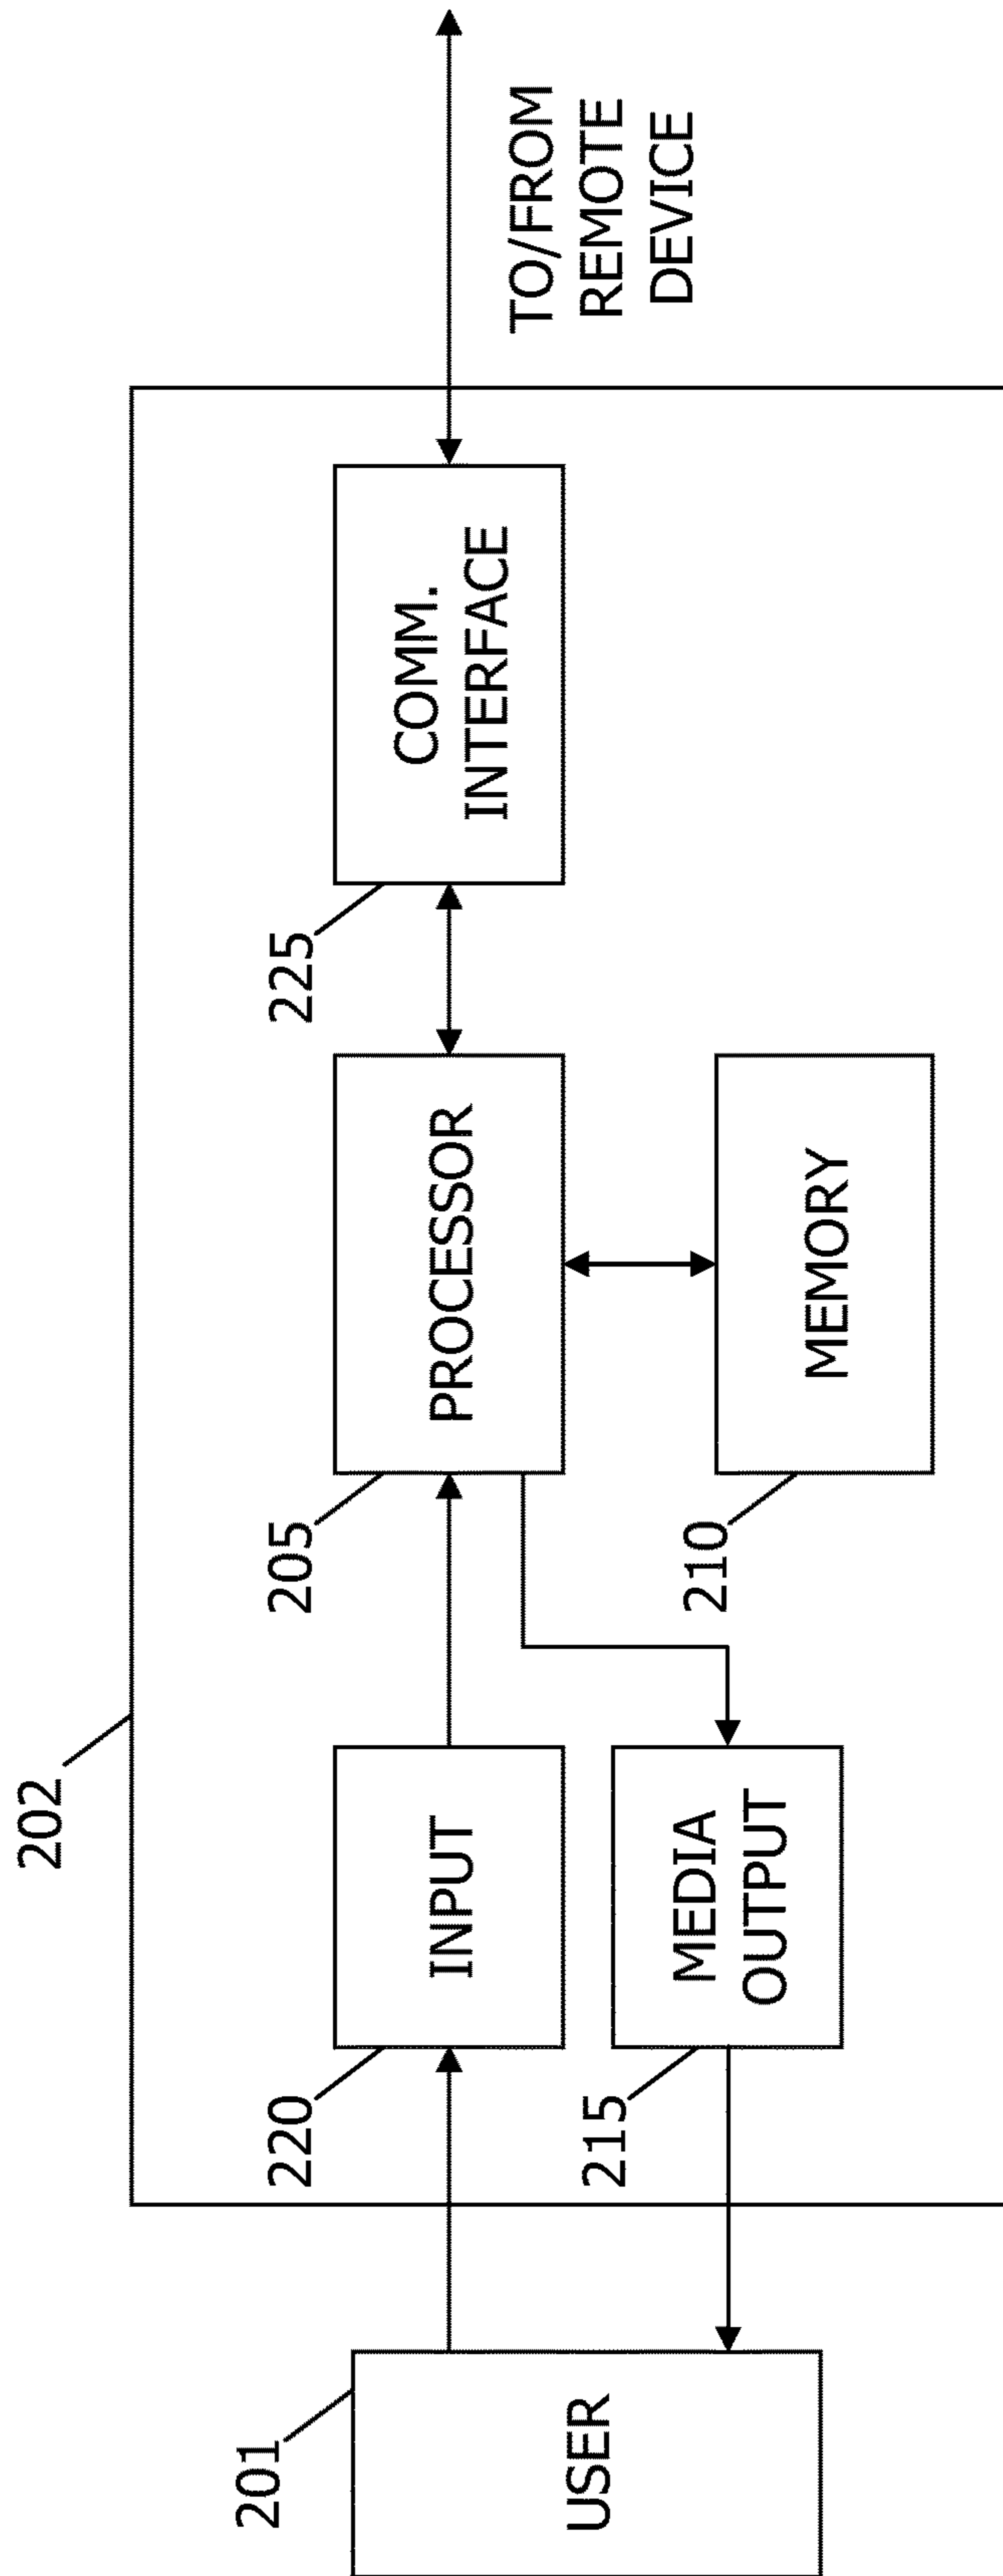 202
201
USER
220
INPUT
215
MEDIA
OUTPUT
205
PROCESSOR
210
MEMORY
225
COMM.
INTERFACE
TO/FROM
REMOTE
DEVICE